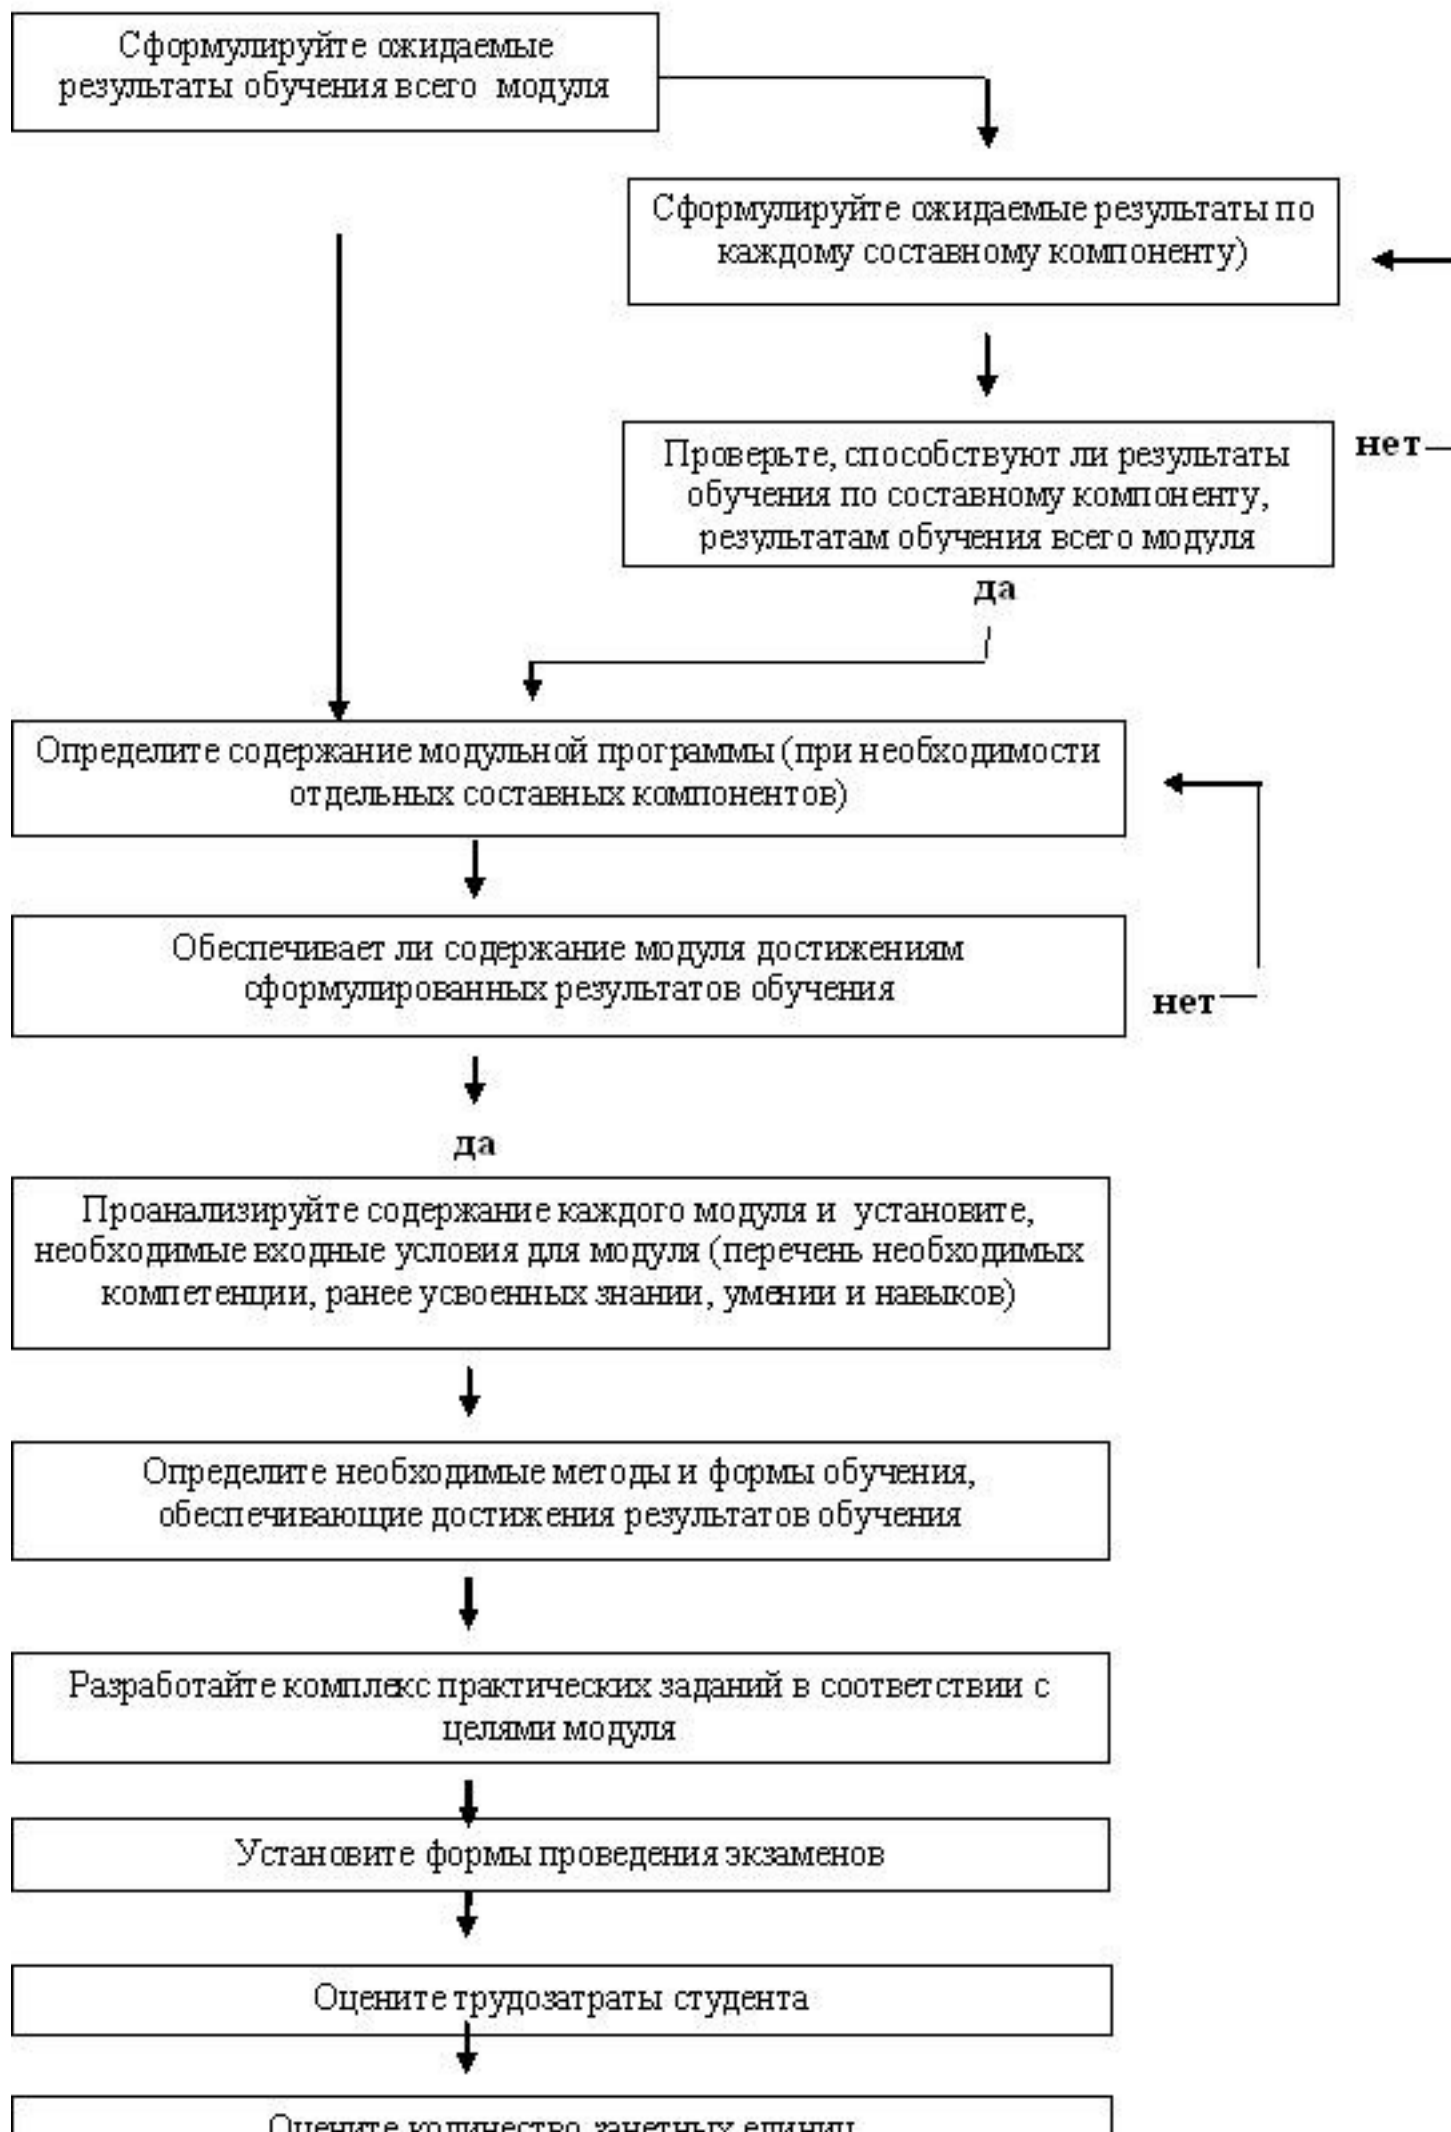 Сформулируйте ожидаемые
результаты обучения всего модуля
Сформулируйте ожидаемые результаты по
каждому составному компоненту)
Проверьте, способствуют ли результаты
обучения по составному компоненту,
результатам обучения всего модуля
нет
да
Определите содержание модульной программы (при необходимости
отдельных составных компонентов)
Обеспечивает ли содержание модуля достижениям
сформулированных результатов обучения
нет
да
Проанализируйте содержание каждого модуля и установите,
необходимые входные условия для модуля (перечень необходимых
компетенции, ранее усвоенных знании, умении и навыков)
Определите необходимые методы и формы обучения,
обеспечивающие достижения результатов обучения
Разработайте комплекс практических заданий в соответствии с
целями модуля
Установите формы проведения экзаменов
Оцените трудозатраты студента
Оцените количество зачетных единиц